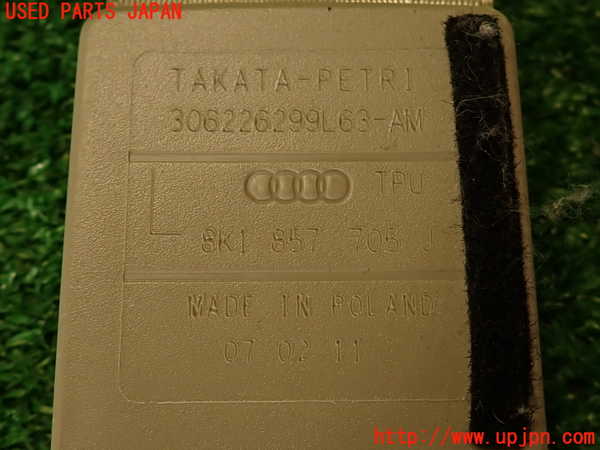 USED PARTS JAPAN
TAKATA-PETRI
306226299L63-AM
L TPU
8K1 857 705 J
MADE IN POLAND
07 02 11
http://www.upjpn.com